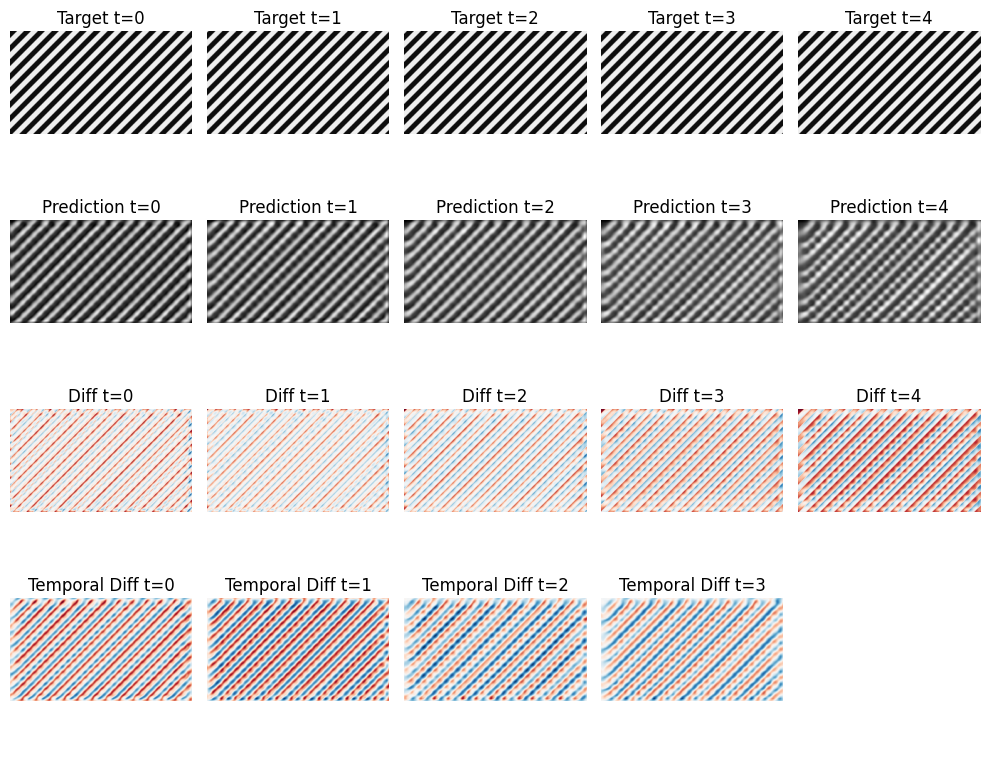 Target t=0 Target t=1 Target t=2 Target t=3 Target t=4
Prediction t=0 Prediction t=1 Prediction t=2 Prediction t=3 Prediction t=4
Diff t=0 Diff t=1 Diff t=2 Diff t=3 Diff t=4
Temporal Diff t=0 Temporal Diff t=1 Temporal Diff t=2 Temporal Diff t=3